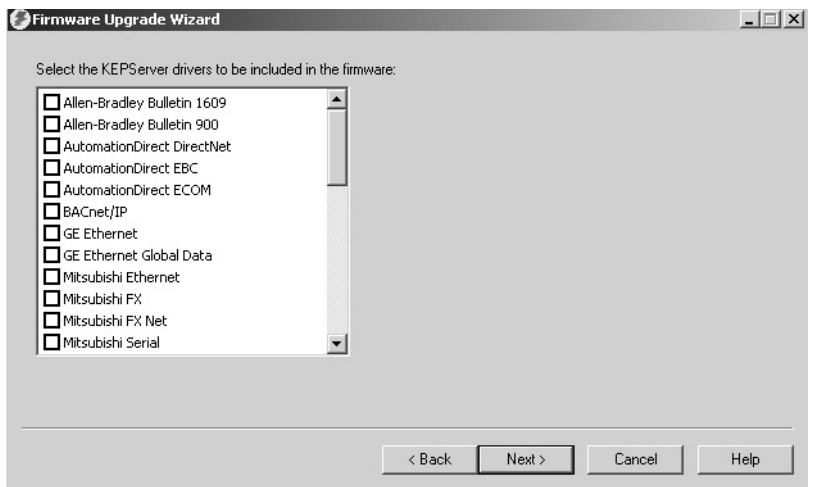 Firmware Upgrade Wizard
Select the KEPServer drivers to be included in the firmware:
Allen-Bradley Bulletin 1609
Allen-Bradley Bulletin 900
AutomationDirect DirectNet
AutomationDirect EBC
AutomationDirect ECOM
BACnet/IP
GE Ethernet
GE Ethernet Global Data
Mitsubishi Ethernet
Mitsubishi FX
Mitsubishi FX Net
Mitsubishi Serial
< Back Next > Cancel Help